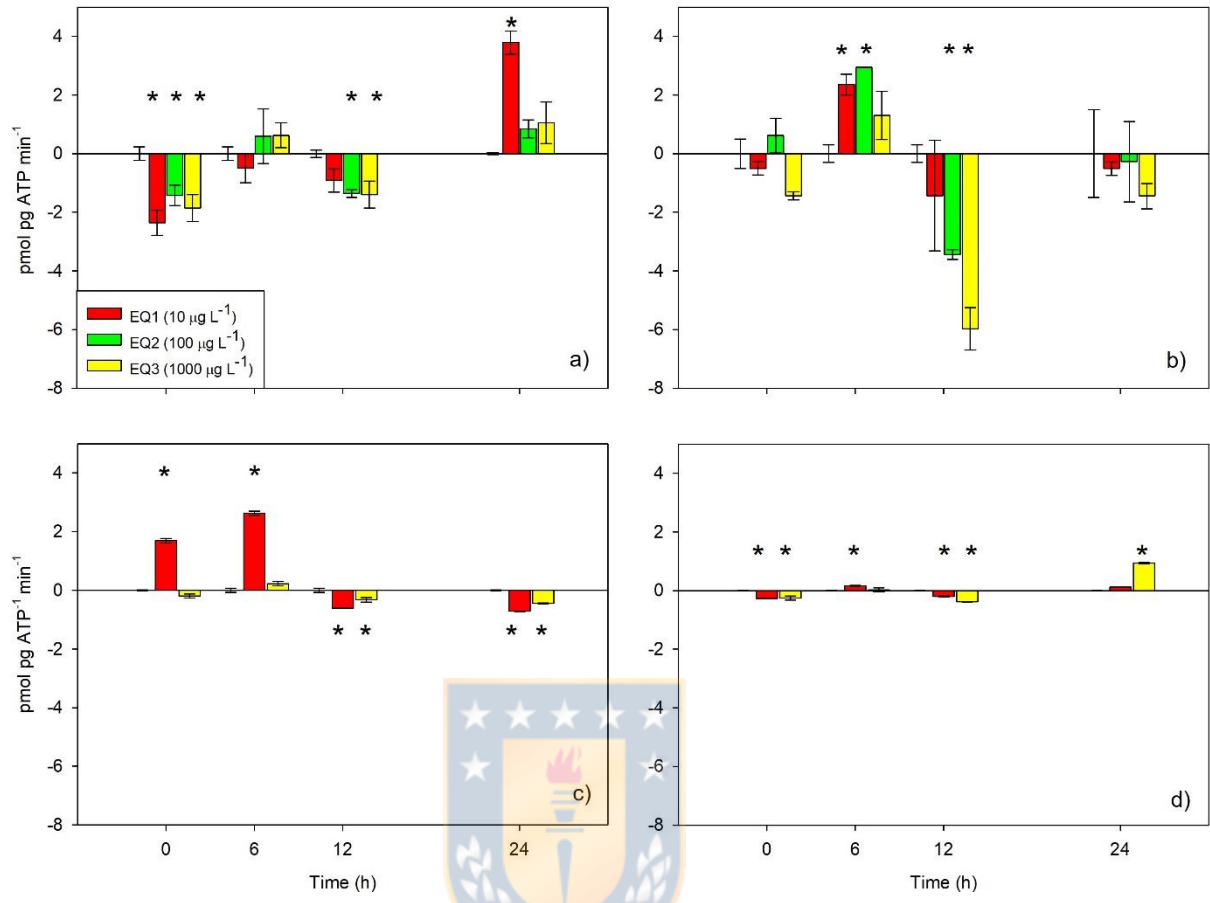 4
2
0
-2
-4
-6
-8
pmol pg ATP min⁻¹
* * * * * *
EQ1 (10 µg L⁻¹)
EQ2 (100 µg L⁻¹)
EQ3 (1000 µg L⁻¹)
a)
4
2
0
-2
-4
-6
-8
* * * *
b)
4
2
0
-2
-4
-6
-8
pmol pg ATP⁻¹ min⁻¹
* *
* * * *
c)
0 6 12 24
Time (h)
4
2
0
-2
-4
-6
-8
* * * * * *
d)
0 6 12 24
Time (h)